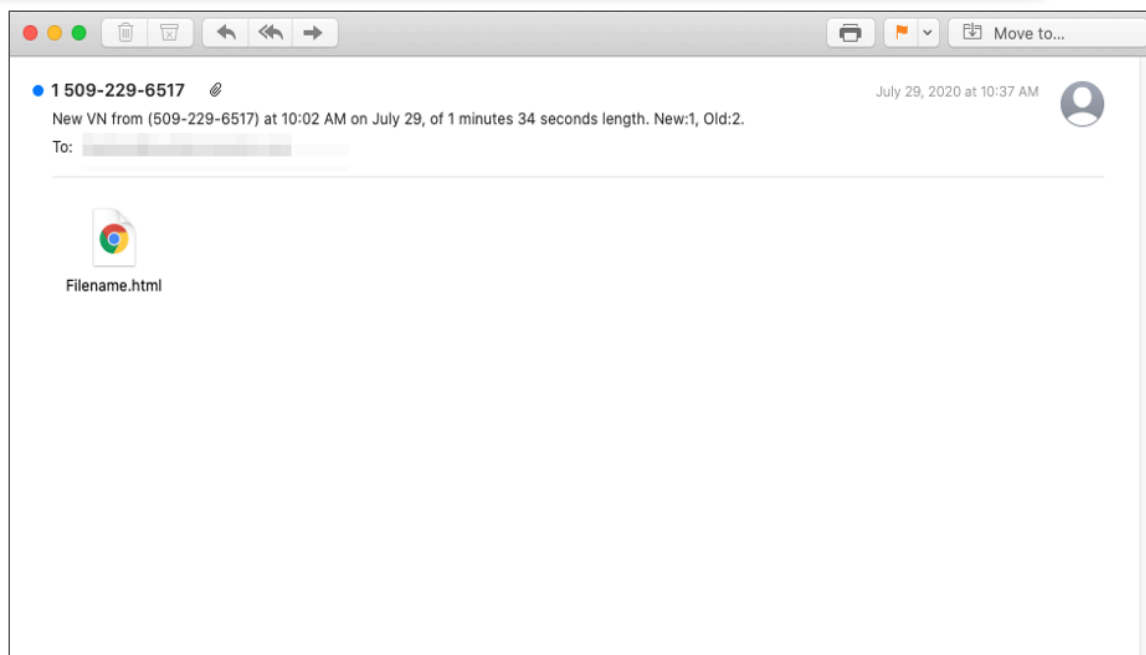 Move to...
1 509-229-6517
July 29, 2020 at 10:37 AM
New VN from (509-229-6517) at 10:02 AM on July 29, of 1 minutes 34 seconds length. New:1, Old:2.
To:
Filename.html